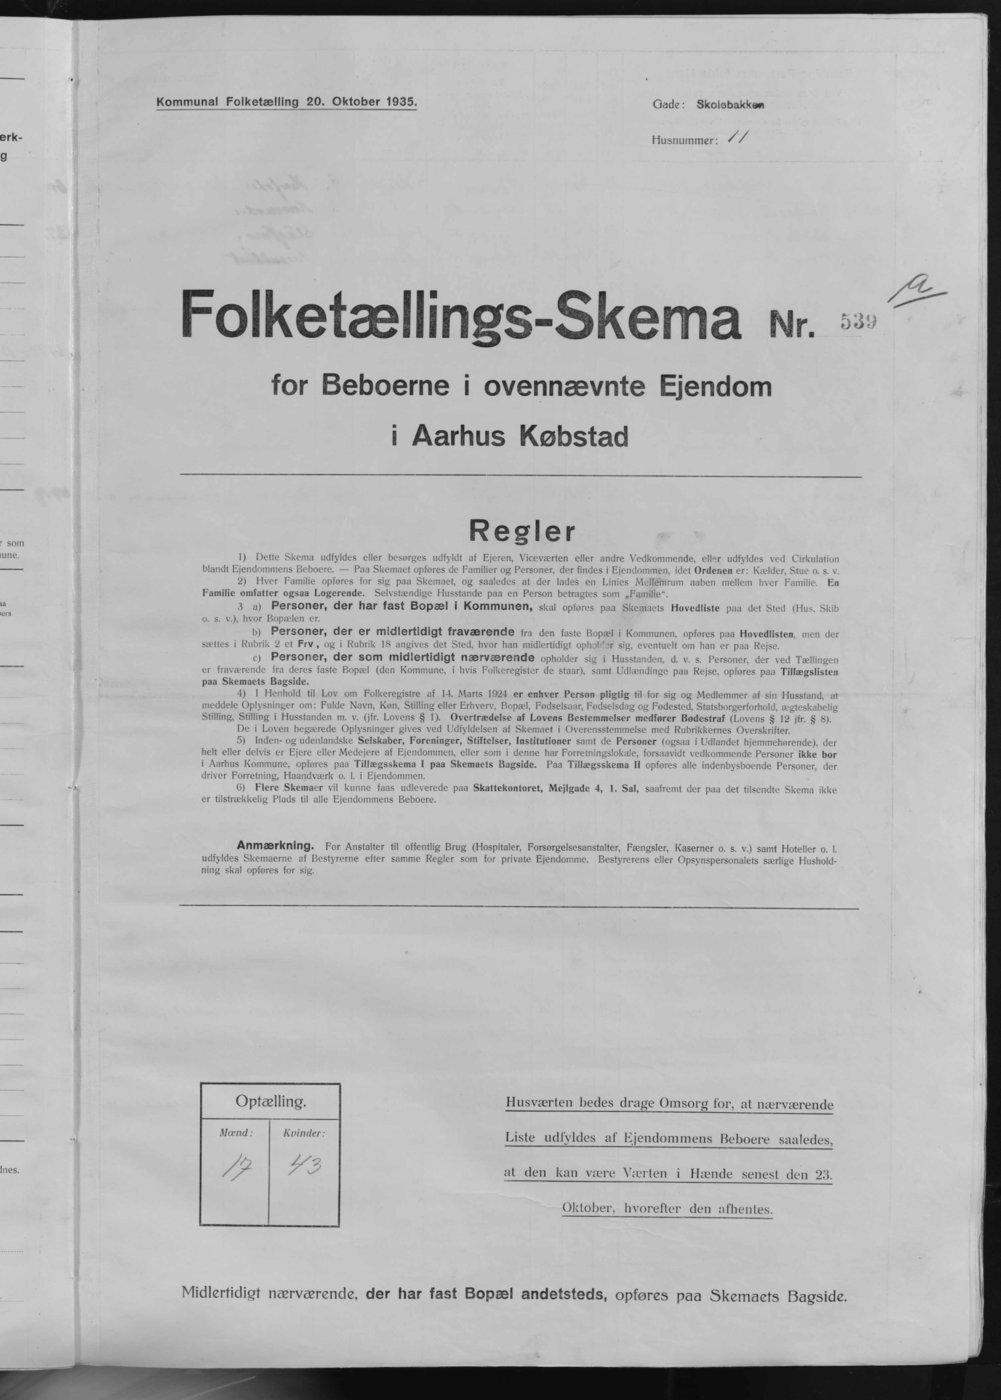 Kommunal Folketælling 20. Oktober 1935.
Gade: Skolebakken
Husnummer: 11
Folketællings-Skema Nr. 539 a
for Beboerne i ovennævnte Ejendom
i Aarhus Købstad
Regler
1) Dette Skema udfyldes eller besørges udfyldt af Ejeren, Viceværten eller andre Vedkommende, eller udfyldes ved Cirkulation
blandt Ejendommens Beboere. — Paa Skemaet opføres de Familier og Personer, der findes i Ejendommen, idet Ordenen er: Kælder, Stue o. s. v.
2) Hver Familie opføres for sig paa Skemaet, og saaledes at der lades en Linies Mellemrum aaben mellem hver Familie. En
Familie omfatter ogsaa Logerende. Selvstændige Husstande paa en Person betragtes som „Familie“.
3 a) Personer, der har fast Bopæl i Kommunen, skal opføres paa Skemaets Hovedliste paa det Sted (Hus, Skib
o. s. v.), hvor Bopælen er.
b) Personer, der er midlertidigt fraværende fra den faste Bopæl i Kommunen, opføres paa Hovedlisten, men der
sættes i Rubrik 2 et Frv., og i Rubrik 18 angives det Sted, hvor han midlertidigt opholder sig, eventuelt om han er paa Rejse.
c) Personer, der som midlertidigt nærværende opholder sig i Husstanden, d. v. s. Personer, der ved Tællingen
er fraværende fra deres faste Bopæl (den Kommune, i hvis Folkeregister de staar), samt Udlændinge paa Rejse, opføres paa Tillægslisten
paa Skemaets Bagside.
4) I Henhold til Lov om Folkeregistre af 14. Marts 1924 er enhver Person pligtig til for sig og Medlemmer af sin Husstand, at
meddele Oplysninger om: Fulde Navn, Køn, Stilling eller Erhverv, Bopæl, Fødselsaar, Fødselsdag og Fødested, Statsborgerforhold, ægteskabelig
Stilling, Stilling i Husstanden m. v. (jfr. Lovens § 1). Overtrædelse af Lovens Bestemmelser medfører Bødestraf (Lovens § 12 jfr. § 8).
De i Loven begærede Oplysninger gives ved Udfyldelsen af Skemaet i Overensstemmelse med Rubrikkernes Overskrifter.
5) Inden- og udenlandske Selskaber, Foreninger, Stiftelser, Institutioner samt de Personer (ogsaa i Udlandet hjemmehørende), der
helt eller delvis er Ejere eller Medejere af Ejendommen, eller som i denne har Forretningslokale, forsaavidt vedkommende Personer ikke bor
i Aarhus Kommune, opføres paa Tillægsskema I paa Skemaets Bagside. Paa Tillægsskema II opføres alle indenbysboende Personer, der
driver Forretning, Haandværk o. l. i Ejendommen.
6) Flere Skemaer vil kunne faas udleverede paa Skattekontoret, Mejlgade 4, 1. Sal, saafremt der paa det tilsendte Skema ikke
er tilstrækkelig Plads til alle Ejendommens Beboere.
Anmærkning. For Anstalter til offentlig Brug (Hospitaler, Forsørgelsesanstalter, Fængsler, Kaserner o. s. v.) samt Hoteller o. l.
udfyldes Skemaerne af Bestyrerne efter samme Regler som for private Ejendomme. Bestyrerens eller Opsynspersonalets særlige Hushold-
ning skal opføres for sig.
Optælling.
Mænd: Kvinder:
17 43
Husværten bedes drage Omsorg for, at nærværende
Liste udfyldes af Ejendommens Beboere saaledes,
at den kan være Værten i Hænde senest den 23.
Oktober, hvorefter den afhentes.
Midlertidigt nærværende, der har fast Bopæl andetsteds, opføres paa Skemaets Bagside.